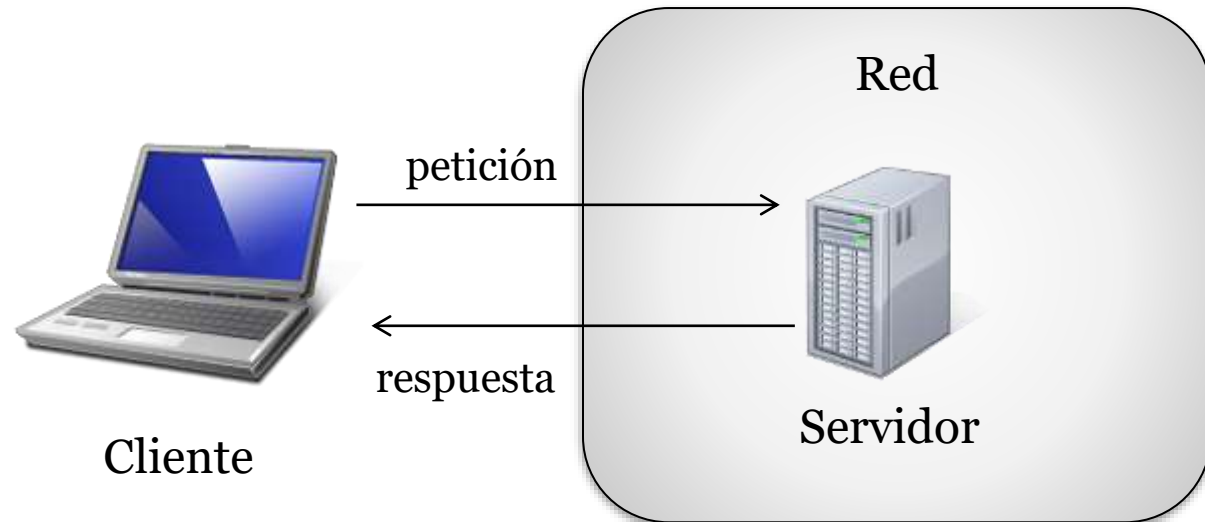 Red
petición
respuesta
Servidor
Cliente